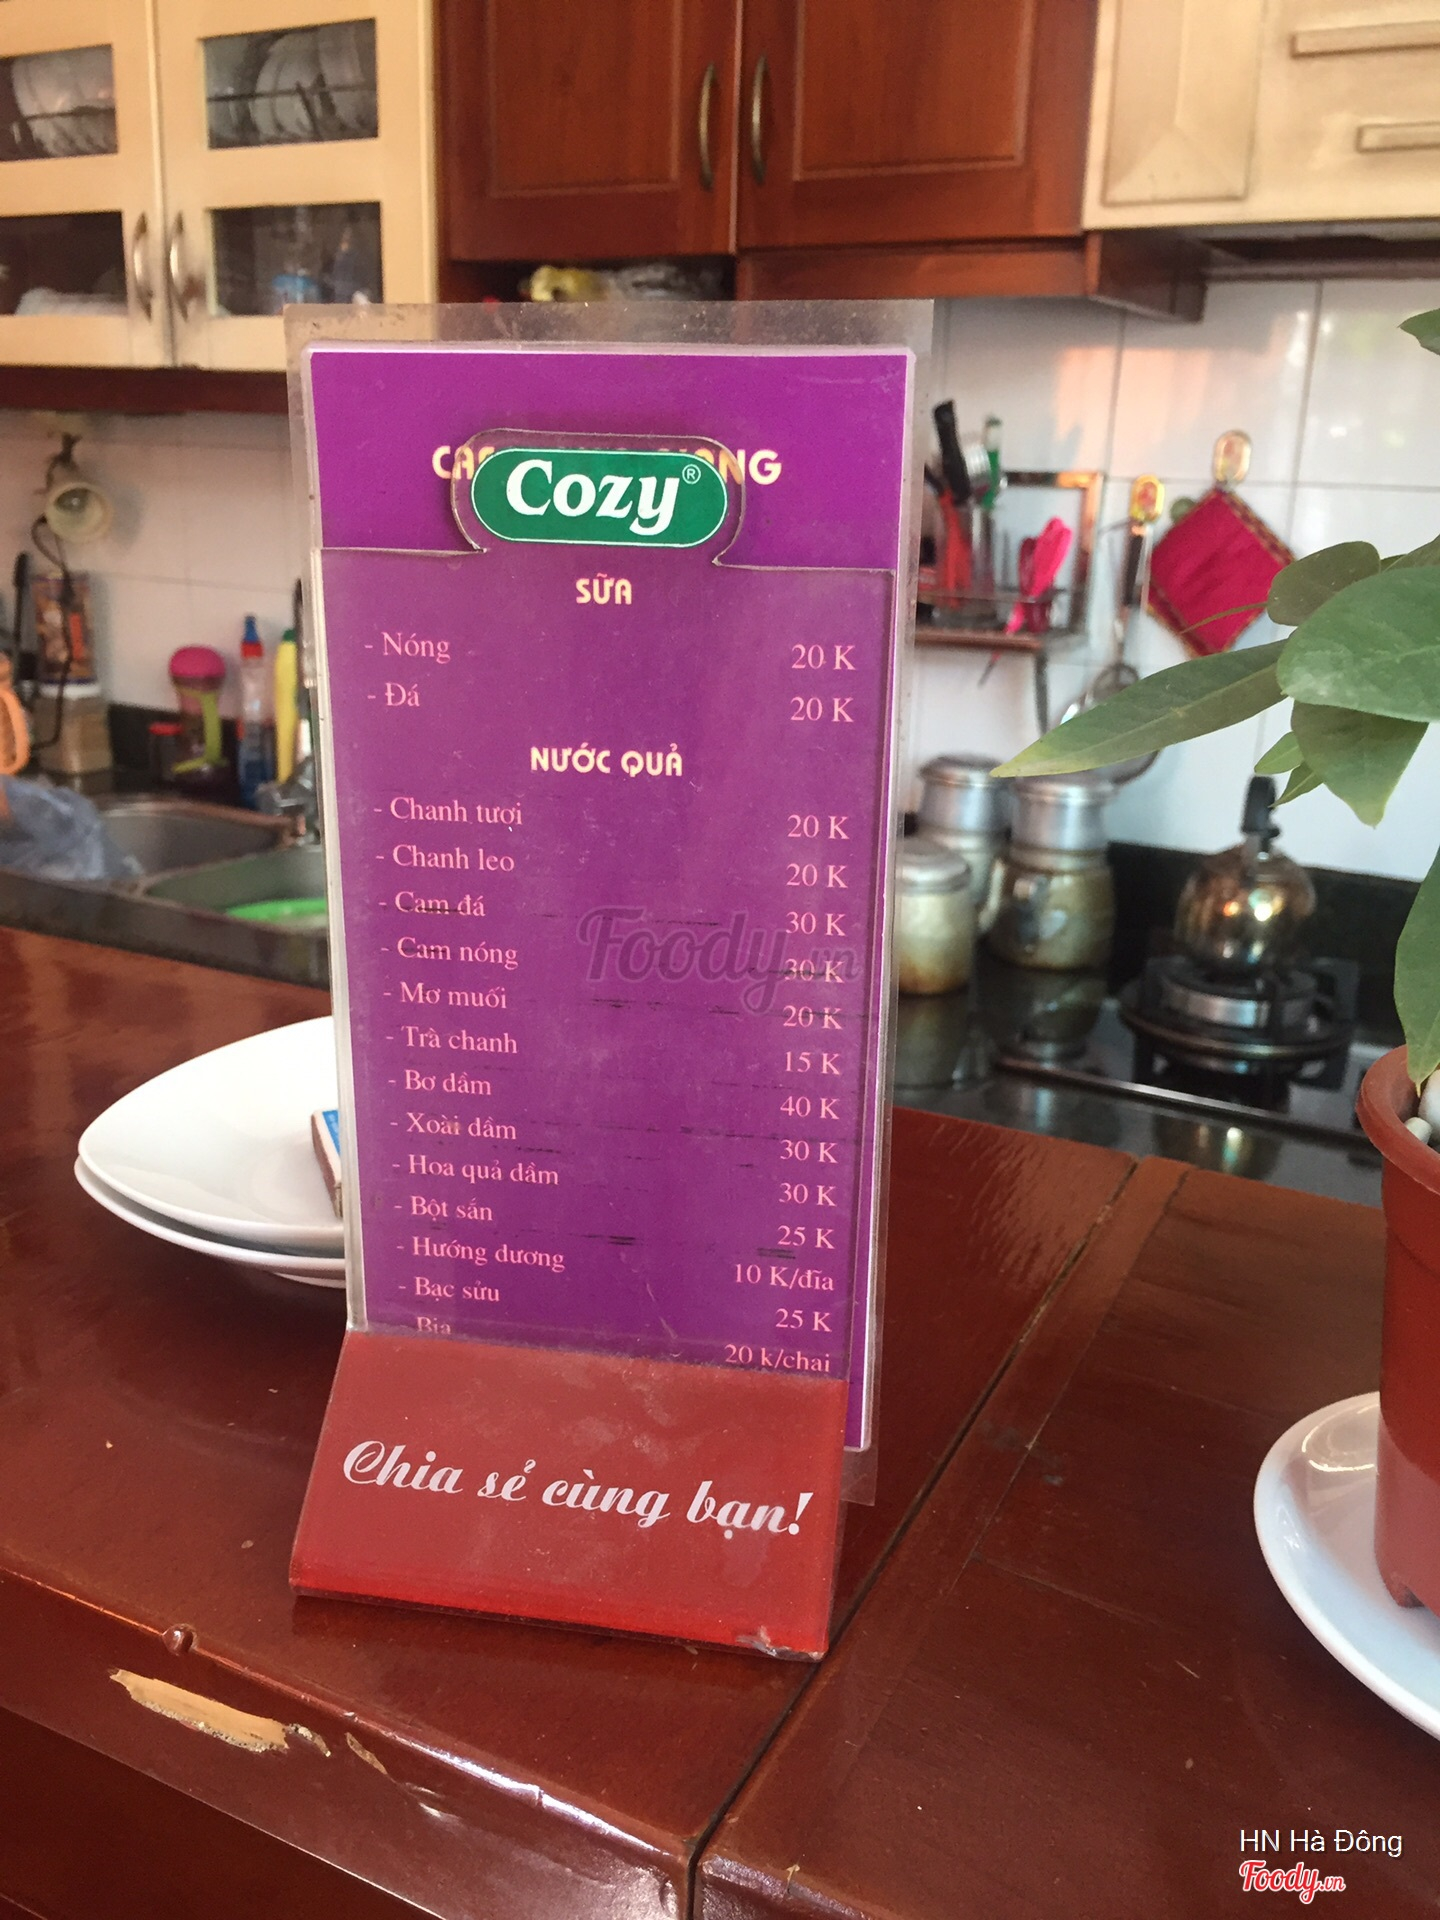 Cozy®
SỮA
- Nóng 20 K
- Đá 20 K
NƯỚC QUẢ
- Chanh tươi 20 K
- Chanh leo 20 K
- Cam đá 30 K
- Cam nóng 30 K
- Mơ muối 20 K
- Trà chanh 15 K
- Bơ dầm 40 K
- Xoài dầm 30 K
- Hoa quả dầm 30 K
- Bột sắn 25 K
- Hướng dương 10 K/đĩa
- Bạc sửu 25 K
- Bia 20 k/chai
Foody.vn
Chia sẻ cùng bạn!
HN Hà Đông
Foody.vn